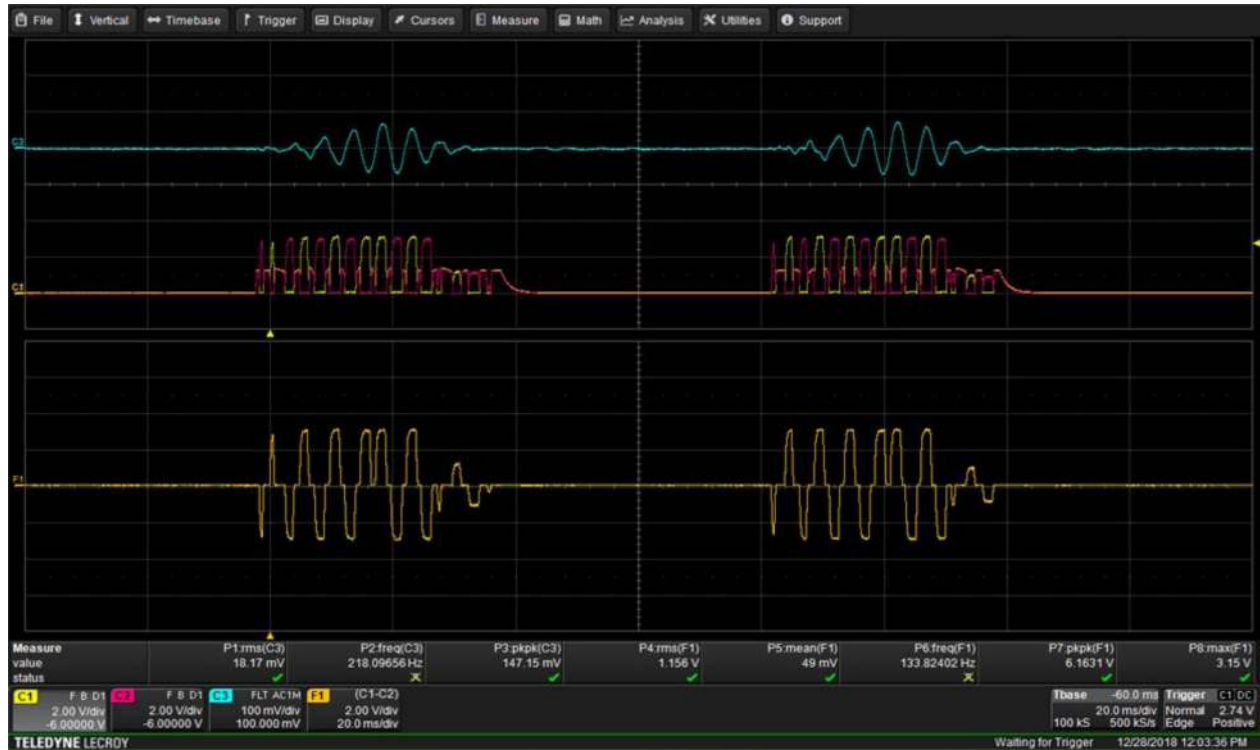 File Vertical Timebase Trigger Display Cursors Measure Math Analysis Utilities Support
C3
C1
F1
Measure P1:rms(C3) P2:freq(C3) P3:pkpk(C3) P4:rms(F1) P5:mean(F1) P6:freq(F1) P7:pkpk(F1) P8:max(F1)
value 18.17 mV 218.09656 Hz 147.15 mV 1.156 V 49 mV 133.82402 Hz 6.1631 V 3.15 V
status
C1 F B D1 C2 F B D1 C3 FLT AC1M F1 (C1-C2) Tbase -60.0 ms Trigger C1 DC
2.00 V/div 2.00 V/div 100 mV/div 2.00 V/div 20.0 ms/div Normal 2.74 V
-6.00000 V -6.00000 V 100.000 mV 20.0 ms/div 100 kS 500 kS/s Edge Positive
TELEDYNE LECROY Waiting for Trigger 12/28/2018 12:03:36 PM